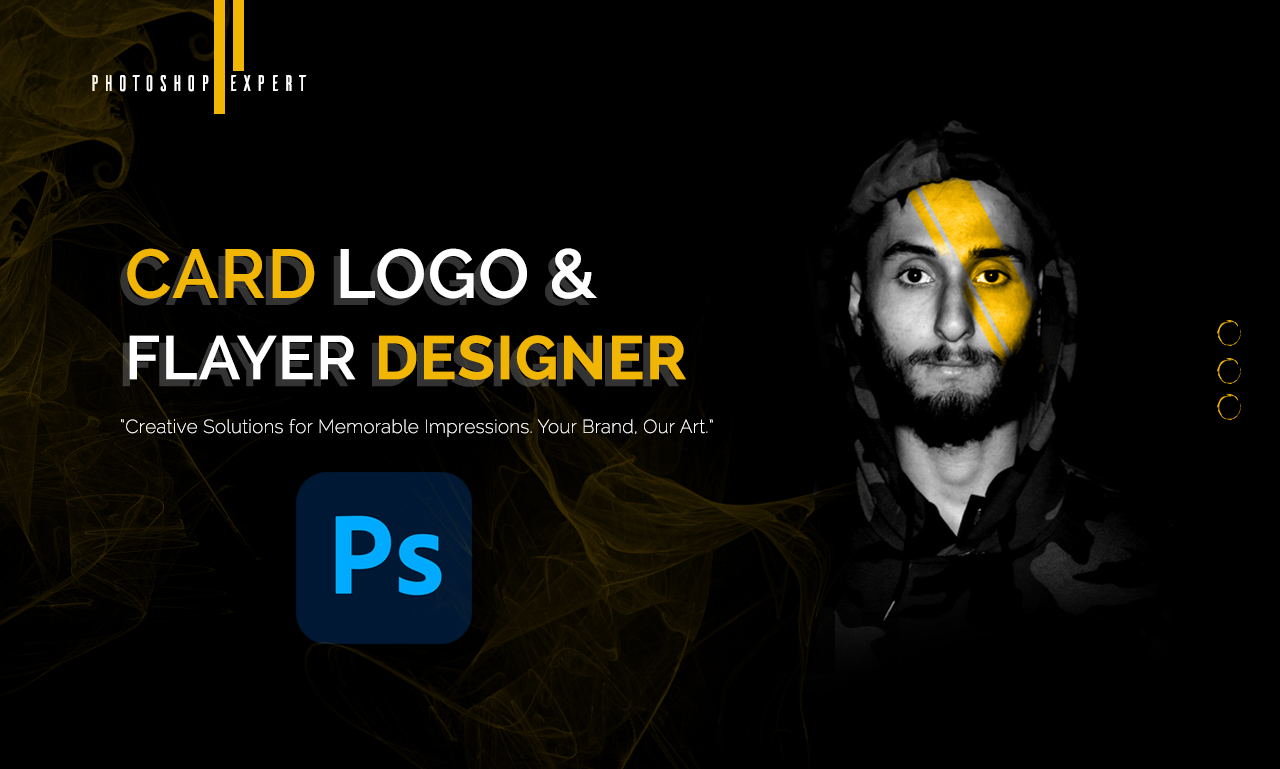 PHOTOSHOP EXPERT
CARD LOGO &
FLAYER DESIGNER
"Creative Solutions for Memorable Impressions. Your Brand, Our Art."
Ps